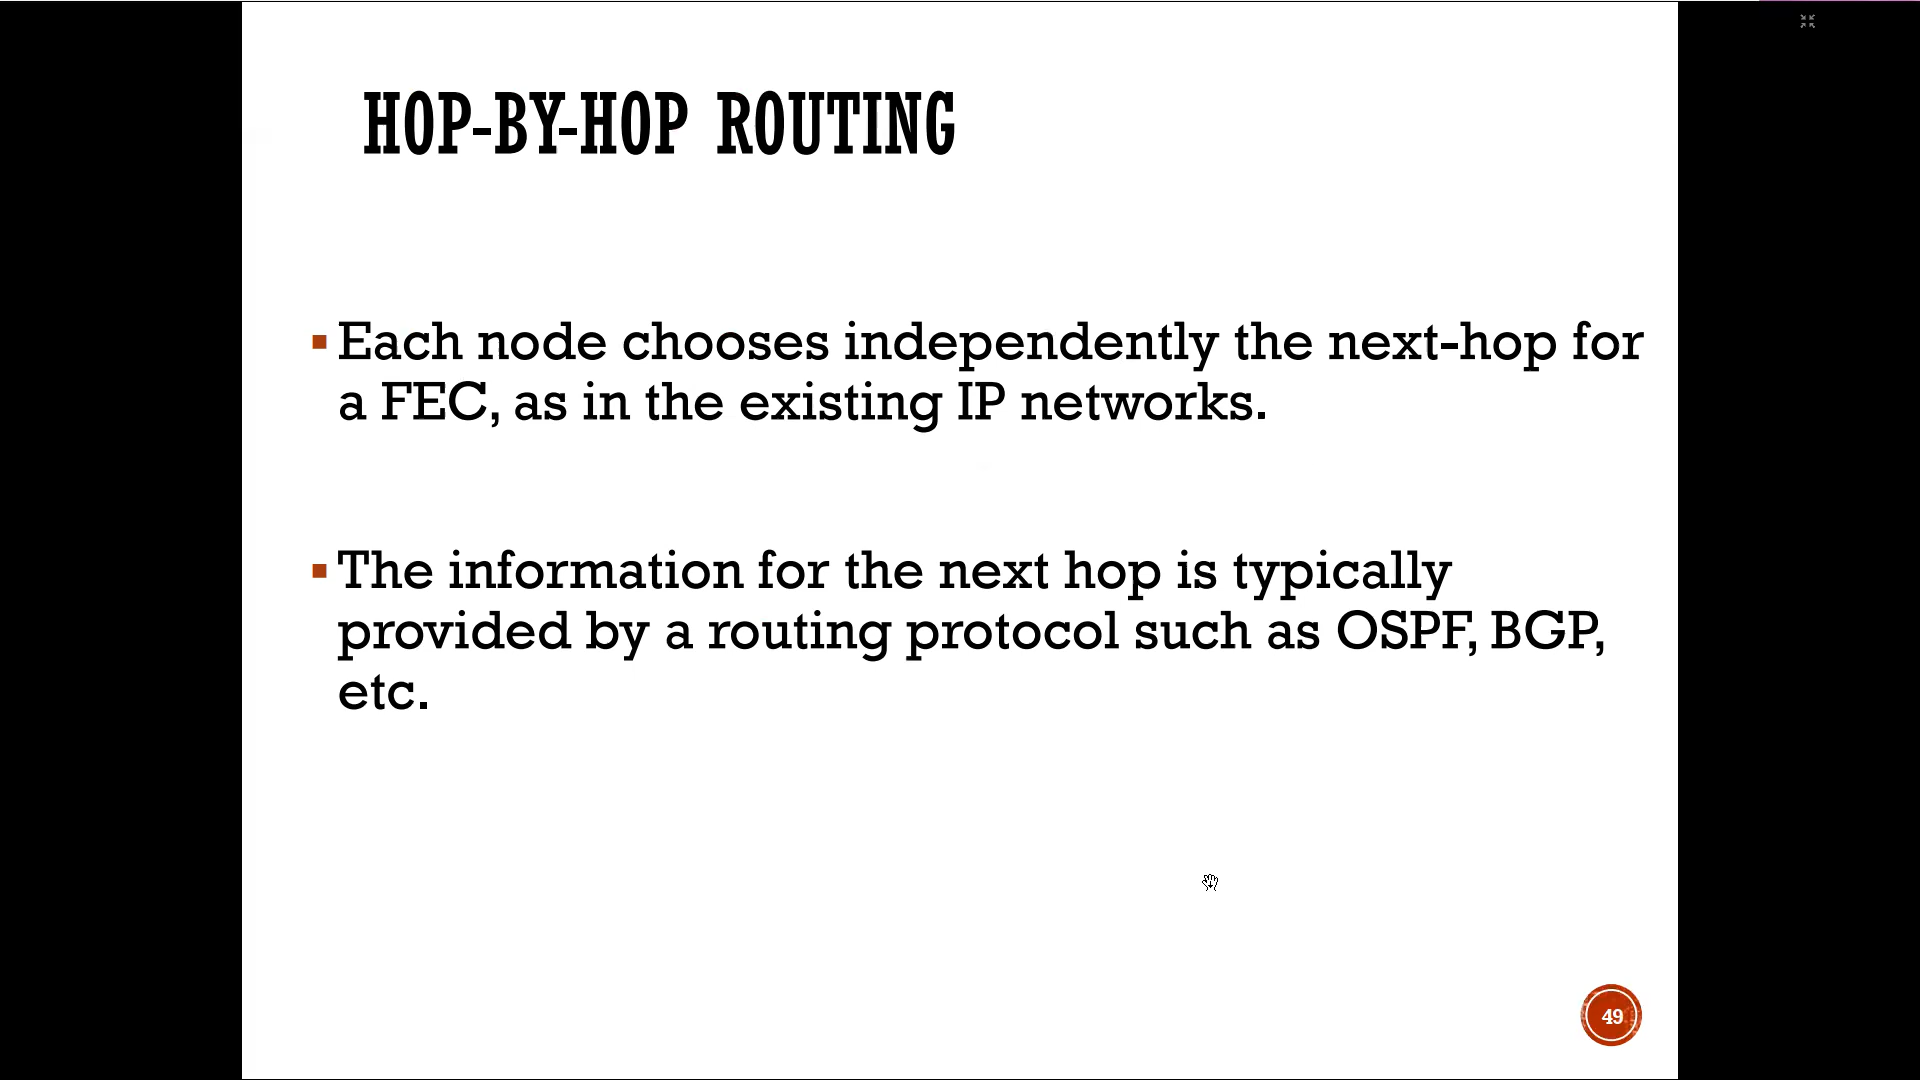 HOP-BY-HOP ROUTING
▪ Each node chooses independently the next-hop for
a FEC, as in the existing IP networks.
▪ The information for the next hop is typically
provided by a routing protocol such as OSPF, BGP,
etc.
49